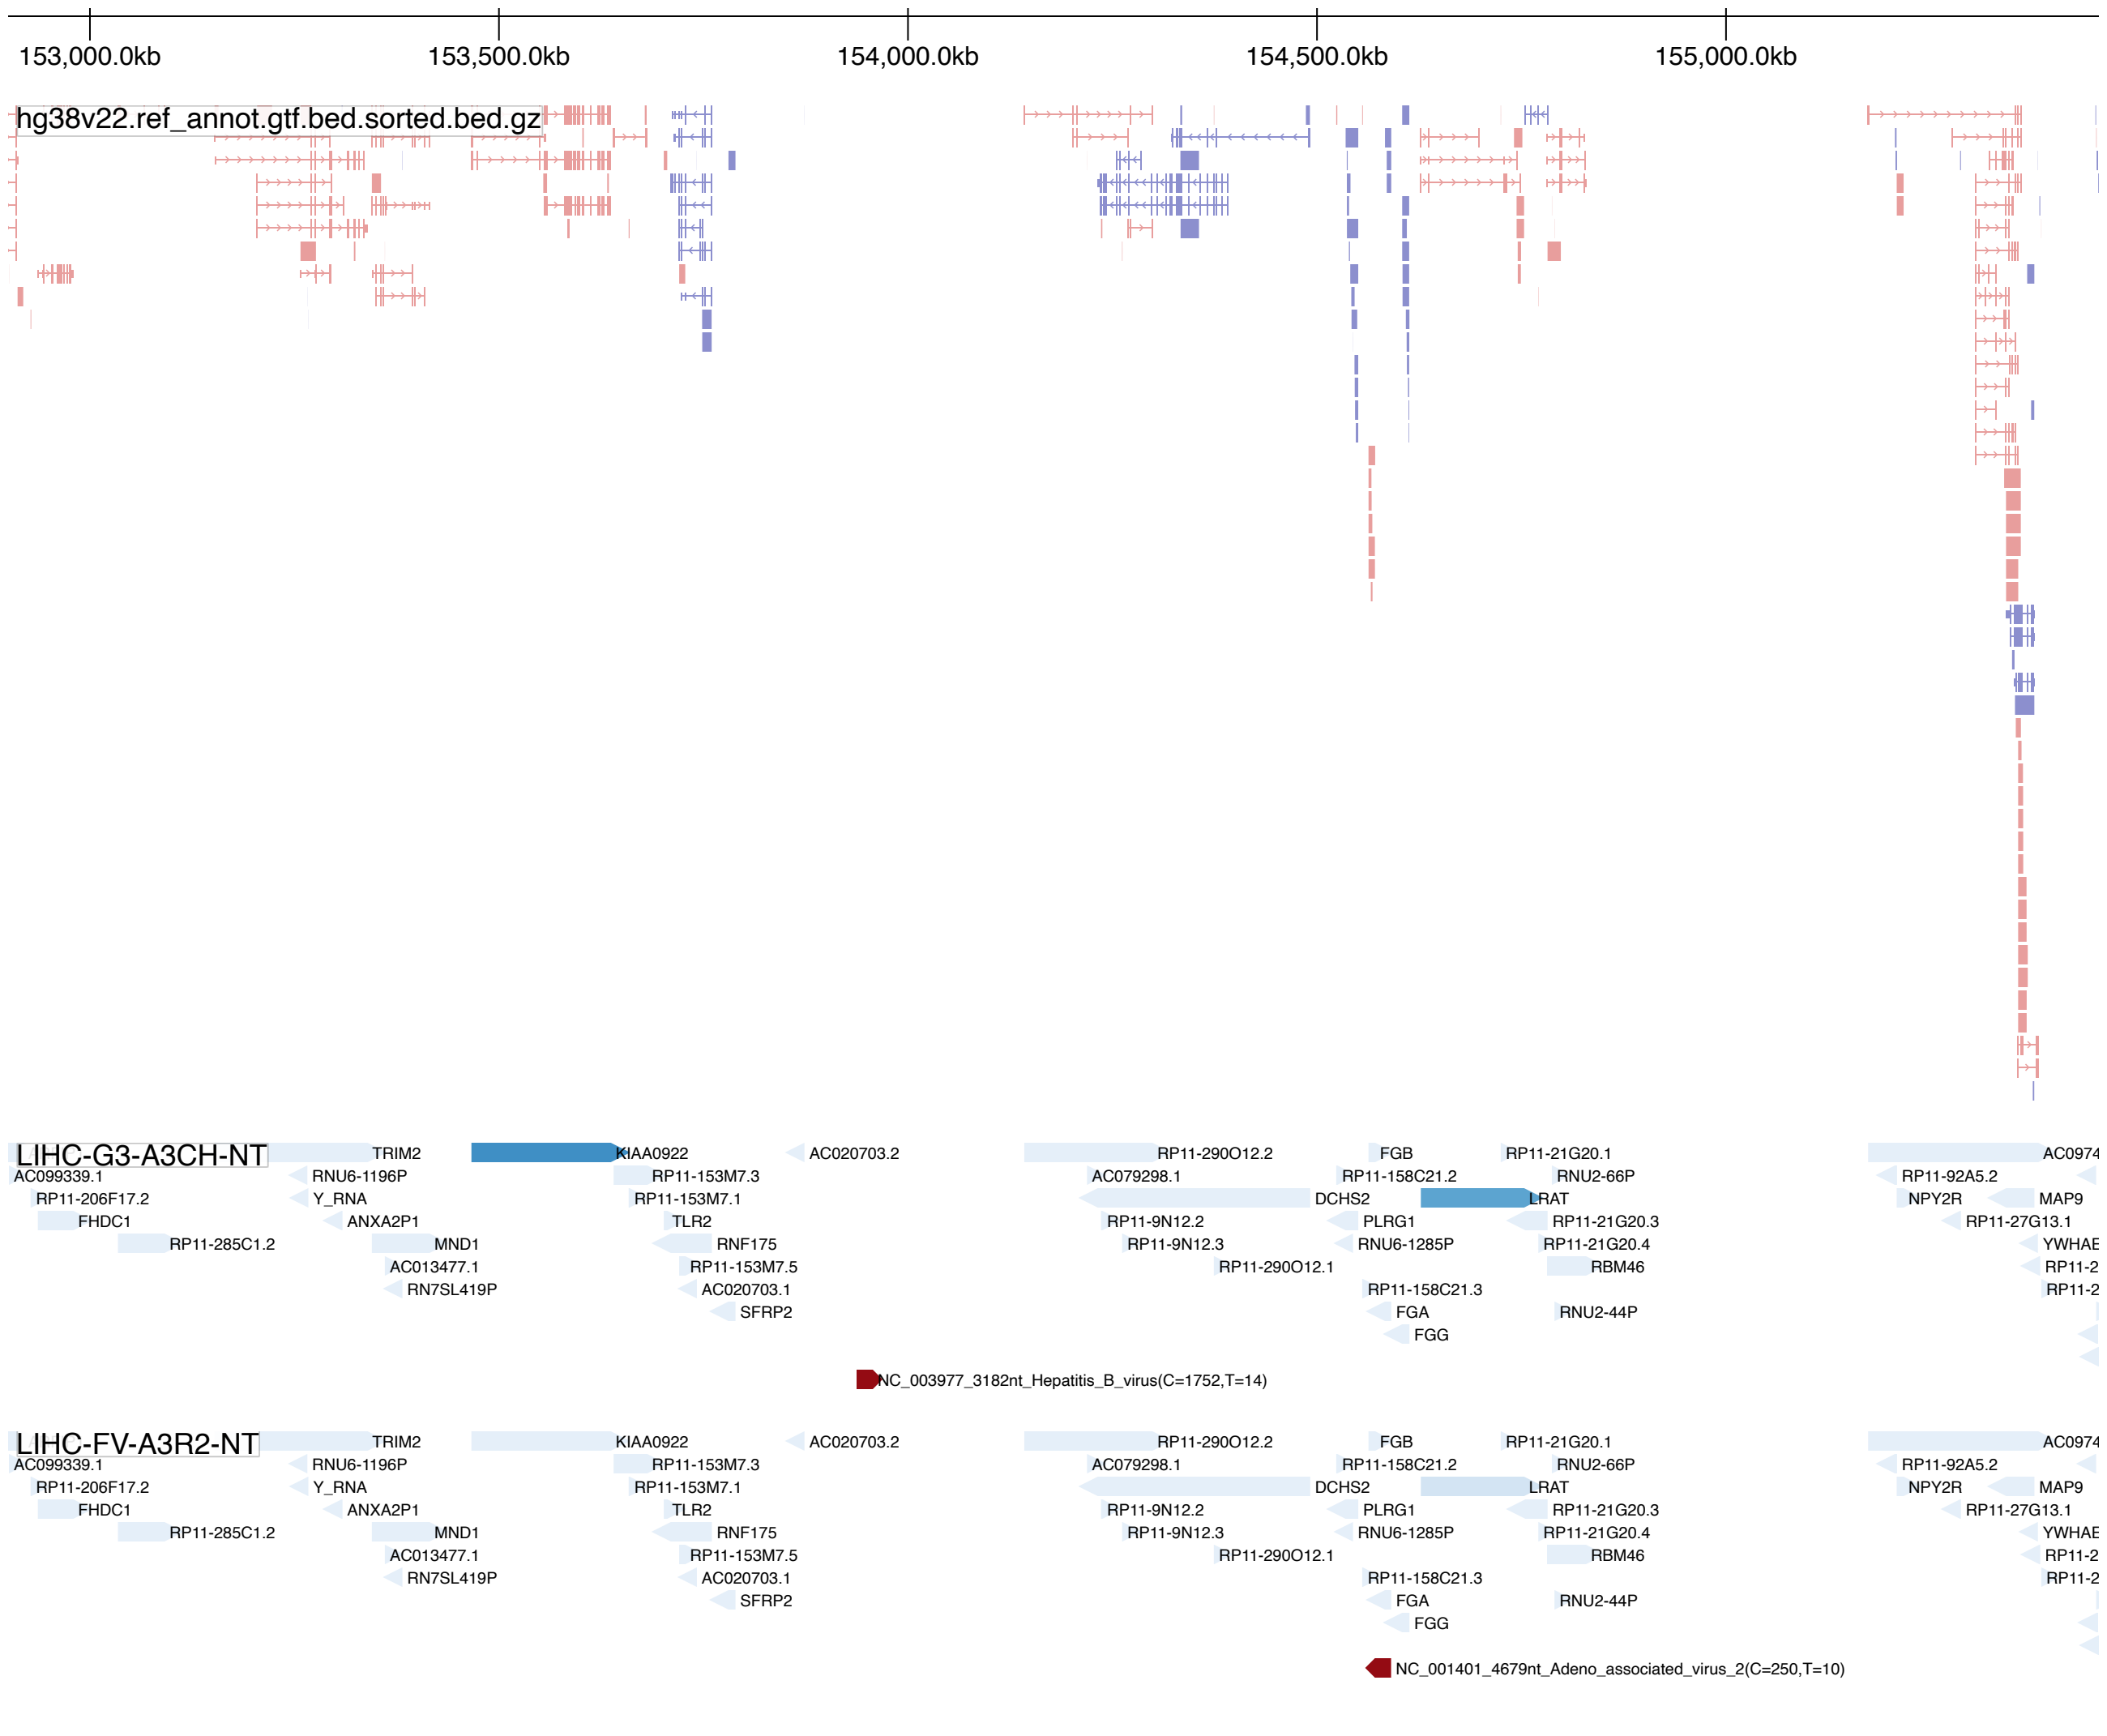 153,000.0kb 153,500.0kb 154,000.0kb 154,500.0kb 155,000.0kb
hg38v22.ref_annot.gtf.bed.sorted.bed.gz
LIHC-G3-A3CH-NT TRIM2 KIAA0922 AC020703.2 RP11-290O12.2 FGB RP11-21G20.1 AC0974
AC099339.1 RNU6-1196P RP11-153M7.3 AC079298.1 RP11-158C21.2 RNU2-66P RP11-92A5.2
RP11-206F17.2 Y_RNA RP11-153M7.1 DCHS2 LRAT NPY2R MAP9
FHDC1 ANXA2P1 TLR2 RP11-9N12.2 PLRG1 RP11-21G20.3 RP11-27G13.1
RP11-285C1.2 MND1 RNF175 RP11-9N12.3 RNU6-1285P RP11-21G20.4 YWHAE
AC013477.1 RP11-153M7.5 RP11-290O12.1 RBM46 RP11-2
RN7SL419P AC020703.1 RP11-158C21.3 RP11-2
SFRP2 FGA RNU2-44P
FGG
NC_003977_3182nt_Hepatitis_B_virus(C=1752,T=14)
LIHC-FV-A3R2-NT TRIM2 KIAA0922 AC020703.2 RP11-290O12.2 FGB RP11-21G20.1 AC0974
AC099339.1 RNU6-1196P RP11-153M7.3 AC079298.1 RP11-158C21.2 RNU2-66P RP11-92A5.2
RP11-206F17.2 Y_RNA RP11-153M7.1 DCHS2 LRAT NPY2R MAP9
FHDC1 ANXA2P1 TLR2 RP11-9N12.2 PLRG1 RP11-21G20.3 RP11-27G13.1
RP11-285C1.2 MND1 RNF175 RP11-9N12.3 RNU6-1285P RP11-21G20.4 YWHAE
AC013477.1 RP11-153M7.5 RP11-290O12.1 RBM46 RP11-2
RN7SL419P AC020703.1 RP11-158C21.3 RP11-2
SFRP2 FGA RNU2-44P
FGG
NC_001401_4679nt_Adeno_associated_virus_2(C=250,T=10)